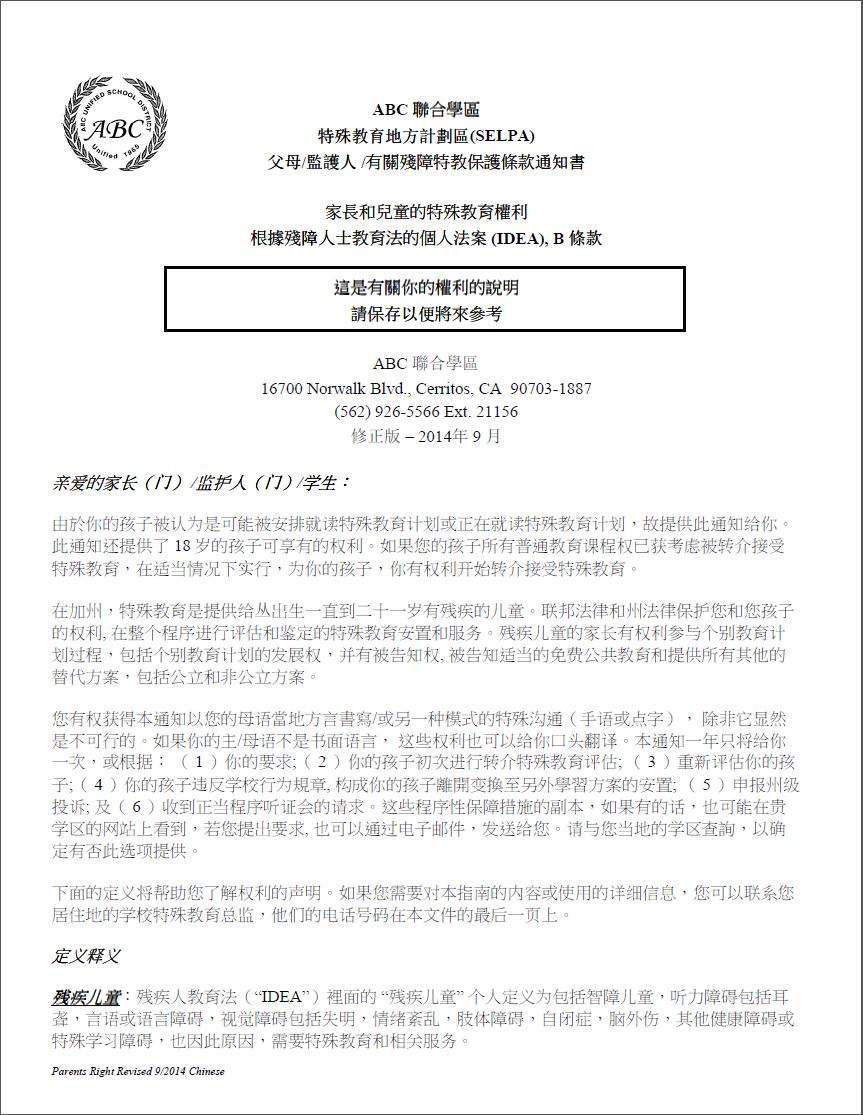 ABC UNIFIED SCHOOL DISTRICT
ABC
Unified 1965
ABC 聯合學區
特殊教育地方計劃區(SELPA)
父母/監護人 /有關殘障特教保護條款通知書
家長和兒童的特殊教育權利
根據殘障人士教育法的個人法案 (IDEA), B 條款
這是有關你的權利的說明
請保存以便將來參考
ABC 聯合學區
16700 Norwalk Blvd., Cerritos, CA 90703-1887
(562) 926-5566 Ext. 21156
修正版 – 2014年 9 月
亲爱的家长（门） /监护人（门）/学生：
由於你的孩子被认为是可能被安排就读特殊教育计划或正在就读特殊教育计划，故提供此通知给你。
此通知还提供了 18 岁的孩子可享有的权利。如果您的孩子所有普通教育课程权已获考虑被转介接受
特殊教育，在适当情况下实行，为你的孩子，你有权利开始转介接受特殊教育。
在加州，特殊教育是提供给丛出生一直到二十一岁有残疾的儿童。联邦法律和州法律保护您和您孩子
的权利, 在整个程序进行评估和鉴定的特殊教育安置和服务。残疾儿童的家长有权利参与个别教育计
划过程，包括个别教育计划的发展权，并有被告知权, 被告知适当的免费公共教育和提供所有其他的
替代方案，包括公立和非公立方案。
您有权获得本通知以您的母语當地方言書寫/或另一种模式的特殊沟通（手语或点字）， 除非它显然
是不可行的。如果你的主/母语不是书面语言， 这些权利也可以给你口头翻译。本通知一年只将给你
一次，或根据： （ 1 ）你的要求;（ 2 ）你的孩子初次进行转介特殊教育评估; （ 3 ）重新评估你的孩
子;（ 4 ）你的孩子违反学校行为規章, 构成你的孩子離開变換至另外學習方案的安置; （ 5 ）申报州级
投诉; 及（ 6 ）收到正当程序听证会的请求。这些程序性保障措施的副本，如果有的话，也可能在贵
学区的网站上看到，若您提出要求, 也可以通过电子邮件，发送给您。请与您当地的学区查詢，以确
定有否此选项提供。
下面的定义将帮助您了解权利的声明。如果您需要对本指南的内容或使用的详细信息，您可以联系您
居住地的学校特殊教育总监，他们的电话号码在本文件的最后一页上。
定义释义
残疾儿童：残疾人教育法（“IDEA”）裡面的 “残疾儿童” 个人定义为包括智障儿童，听力障碍包括耳
聋，言语或语言障碍，视觉障碍包括失明，情绪紊乱，肢体障碍，自闭症，脑外伤，其他健康障碍或
特殊学习障碍，也因此原因，需要特殊教育和相关服务。
Parents Right Revised 9/2014 Chinese